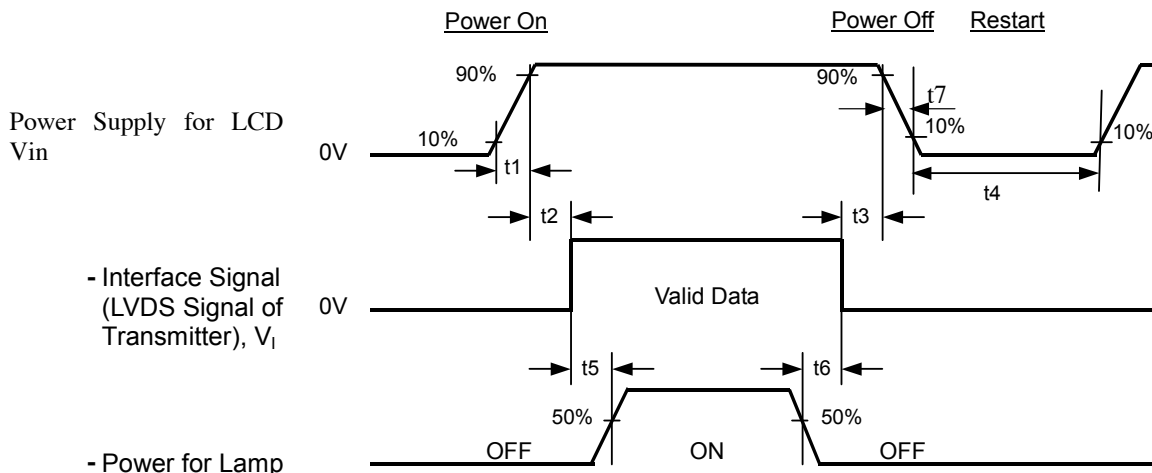 Power On
Power Off
Restart
90%
90%
t7
Power Supply for LCD
Vin
0V
10%
10%
10%
t1
t4
t2
t3
- Interface Signal
(LVDS Signal of
Transmitter), VI
0V
Valid Data
t5
t6
50%
50%
- Power for Lamp
OFF
ON
OFF